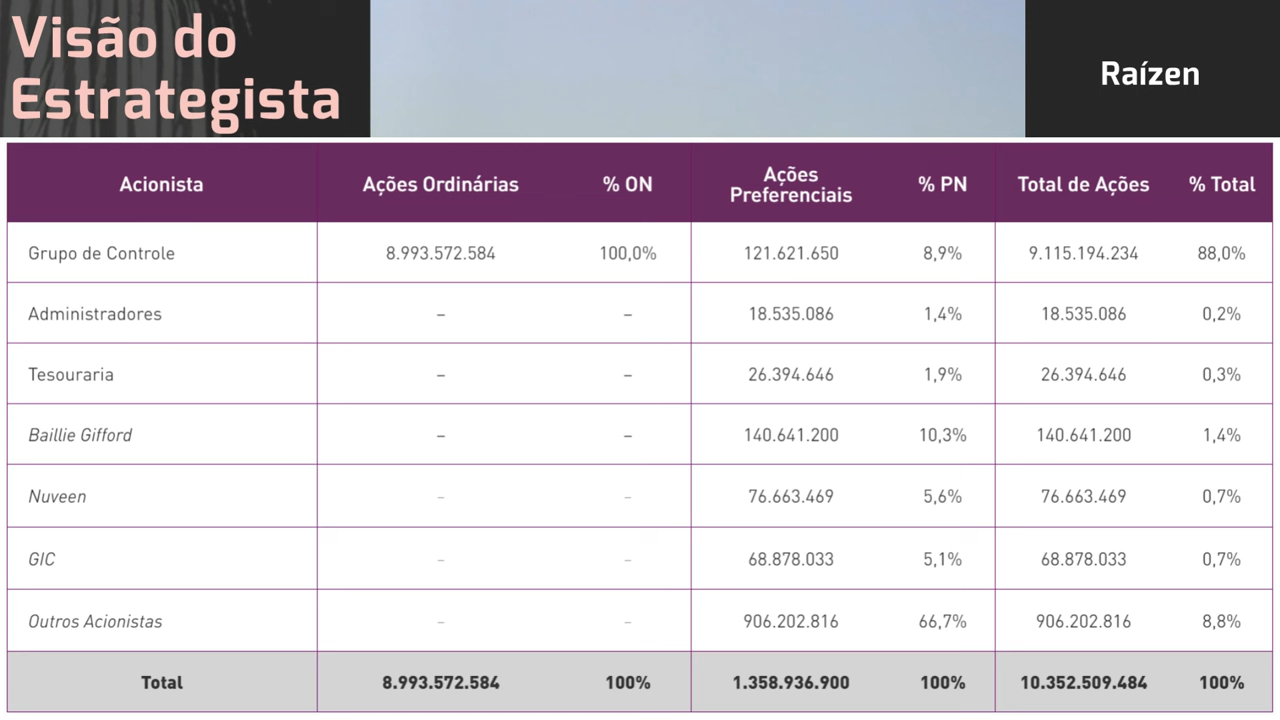 Visão do
Estrategista
Raízen
Acionista Ações Ordinárias % ON Ações Preferenciais % PN Total de Ações % Total
Grupo de Controle 8.993.572.584 100,0% 121.621.650 8,9% 9.115.194.234 88,0%
Administradores – – 18.535.086 1,4% 18.535.086 0,2%
Tesouraria – – 26.394.646 1,9% 26.394.646 0,3%
Baillie Gifford – – 140.641.200 10,3% 140.641.200 1,4%
Nuveen – – 76.663.469 5,6% 76.663.469 0,7%
GIC – – 68.878.033 5,1% 68.878.033 0,7%
Outros Acionistas – – 906.202.816 66,7% 906.202.816 8,8%
Total 8.993.572.584 100% 1.358.936.900 100% 10.352.509.484 100%